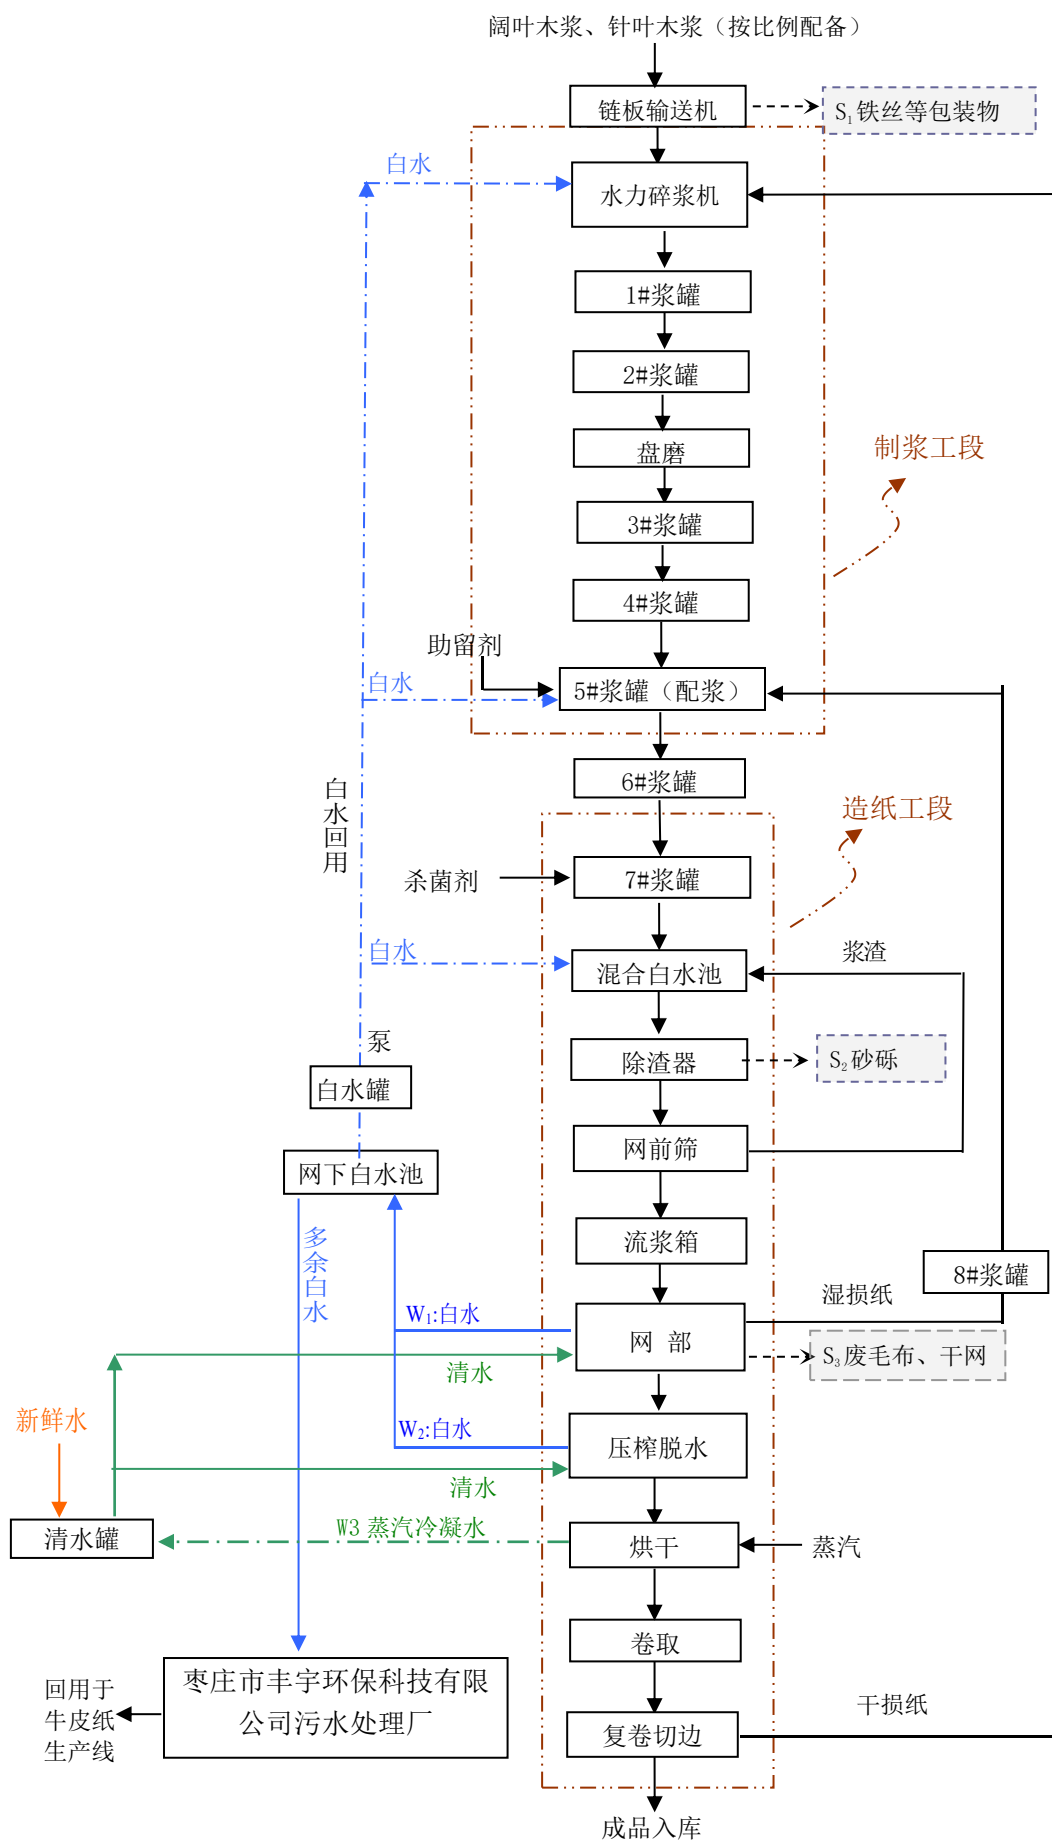 阔叶木浆、针叶木浆（按比例配备）
链板输送机
S₁铁丝等包装物
白水
水力碎浆机
1#浆罐
2#浆罐
制浆工段
盘磨
3#浆罐
4#浆罐
助留剂
白水
5#浆罐（配浆）
6#浆罐
白水回用
造纸工段
杀菌剂
7#浆罐
白水
浆渣
混合白水池
泵
除渣器
S₂砂砾
白水罐
网前筛
网下白水池
多余白水
流浆箱
8#浆罐
湿损纸
W₁:白水
网 部
S₃废毛布、干网
清水
新鲜水
W₂:白水
压榨脱水
清水
W3 蒸汽冷凝水
清水罐
烘干
蒸汽
卷取
枣庄市丰宇环保科技有限
公司污水处理厂
回用于
牛皮纸
生产线
干损纸
复卷切边
成品入库